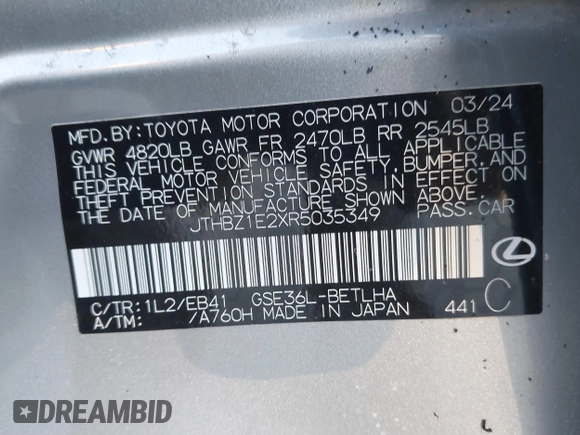 MFD.BY:TOYOTA MOTOR CORPORATION 03/24
GVWR 4820LB GAWR FR 2470LB RR 2545LB
THIS VEHICLE CONFORMS TO ALL APPLICABLE
FEDERAL MOTOR VEHICLE SAFETY,BUMPER,AND
THEFT PREVENTION STANDARDS IN EFFECT ON
THE DATE OF MANUFACTURE SHOWN ABOVE.
JTHBZ1E2XR5035349 PASS.CAR
C/TR:1L2/EB41 GSE36L-BETLHA
A/TM: /A760H MADE IN JAPAN 441 C
DREAMBID